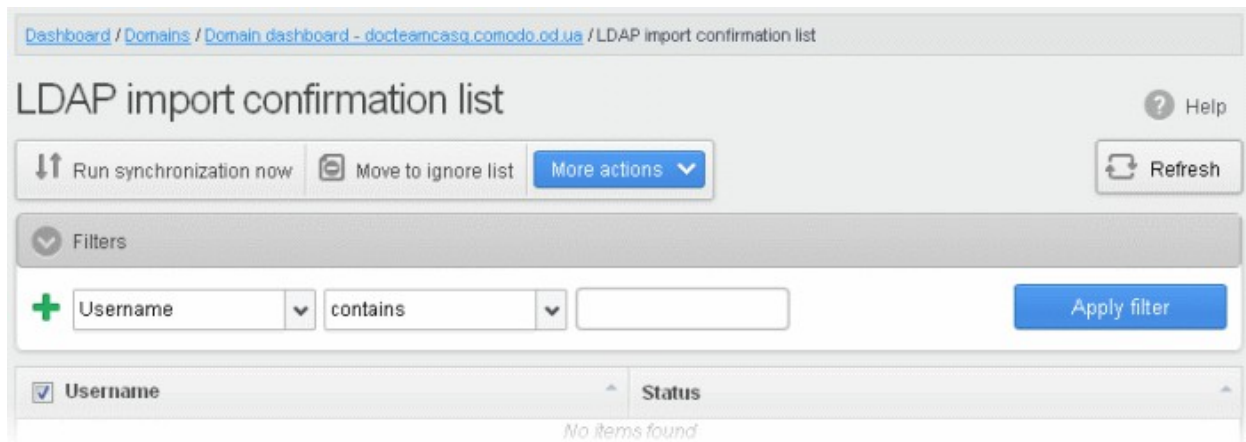 Dashboard / Domains / Domain dashboard - docteamcasg.comodo.od.ua / LDAP import confirmation list
LDAP import confirmation list
Help
Run synchronization now Move to ignore list More actions Refresh
Filters
Username contains Apply filter
Username Status
No items found